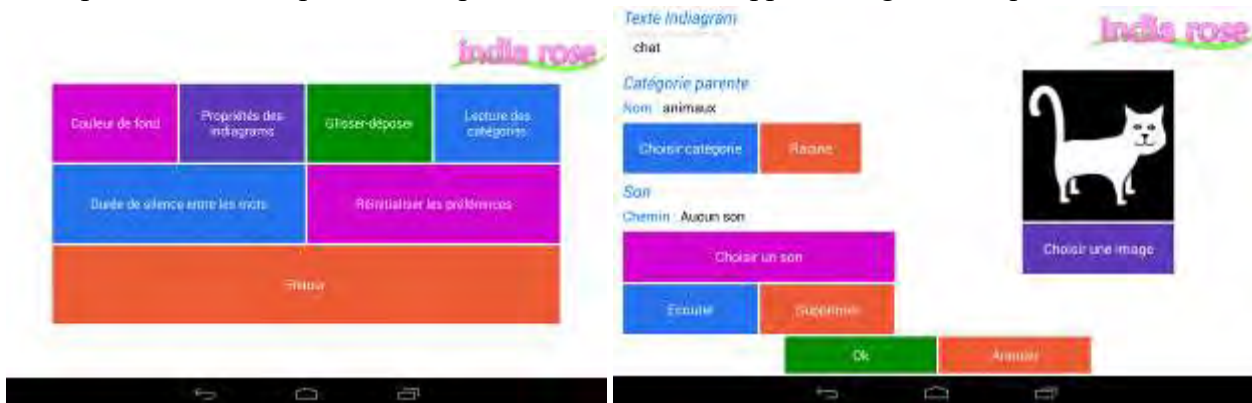 india rose
Couleur de fond
Propriétés des
indiagrams
Glisser-déposer
Lecture des
catégories
Durée de silence entre les mots
Réinitialiser les préférences
Retour
Texte Indiagram
chat
india rose
Catégorie parente
Nom animaux
Choisir catégorie
Racine
Son
Chemin Aucun son
Choisir un son
Choisir une image
Ecouter
Supprimer
Ok
Annuler